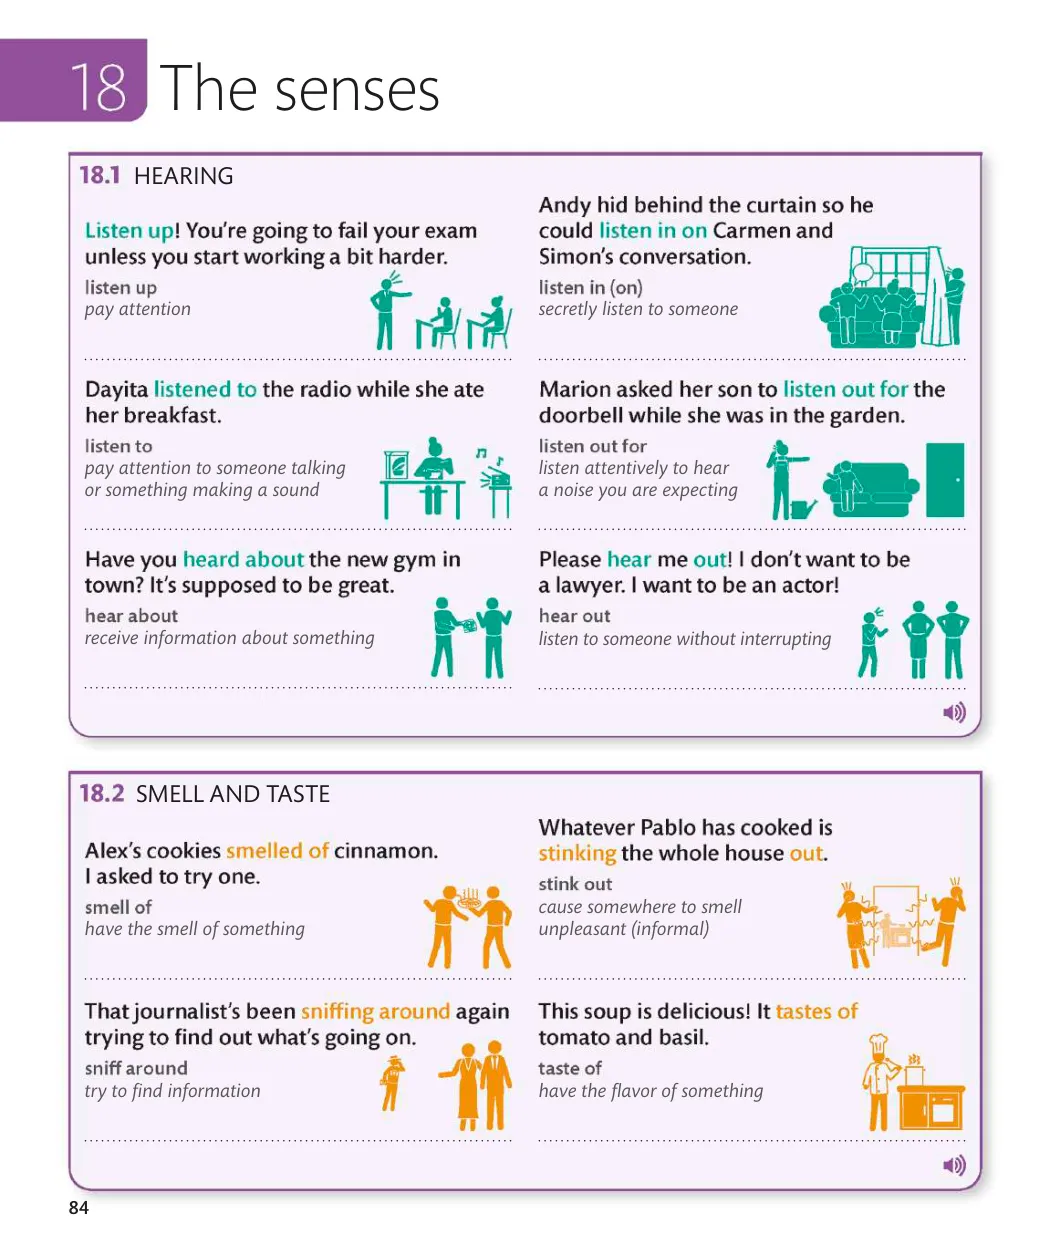 18 The senses
18.1 HEARING
Listen up! You're going to fail your exam
unless you start working a bit harder.
listen up
pay attention
Andy hid behind the curtain so he
could listen in on Carmen and
Simon's conversation.
listen in (on)
secretly listen to someone
Dayita listened to the radio while she ate
her breakfast.
listen to
pay attention to someone talking
or something making a sound
Marion asked her son to listen out for the
doorbell while she was in the garden.
listen out for
listen attentively to hear
a noise you are expecting
Have you heard about the new gym in
town? It's supposed to be great.
hear about
receive information about something
Please hear me out! I don't want to be
a lawyer. I want to be an actor!
hear out
listen to someone without interrupting
18.2 SMELL AND TASTE
Alex's cookies smelled of cinnamon.
I asked to try one.
smell of
have the smell of something
Whatever Pablo has cooked is
stinking the whole house out.
stink out
cause somewhere to smell
unpleasant (informal)
That journalist's been sniffing around again
trying to find out what's going on.
sniff around
try to find information
This soup is delicious! It tastes of
tomato and basil.
taste of
have the flavor of something
84